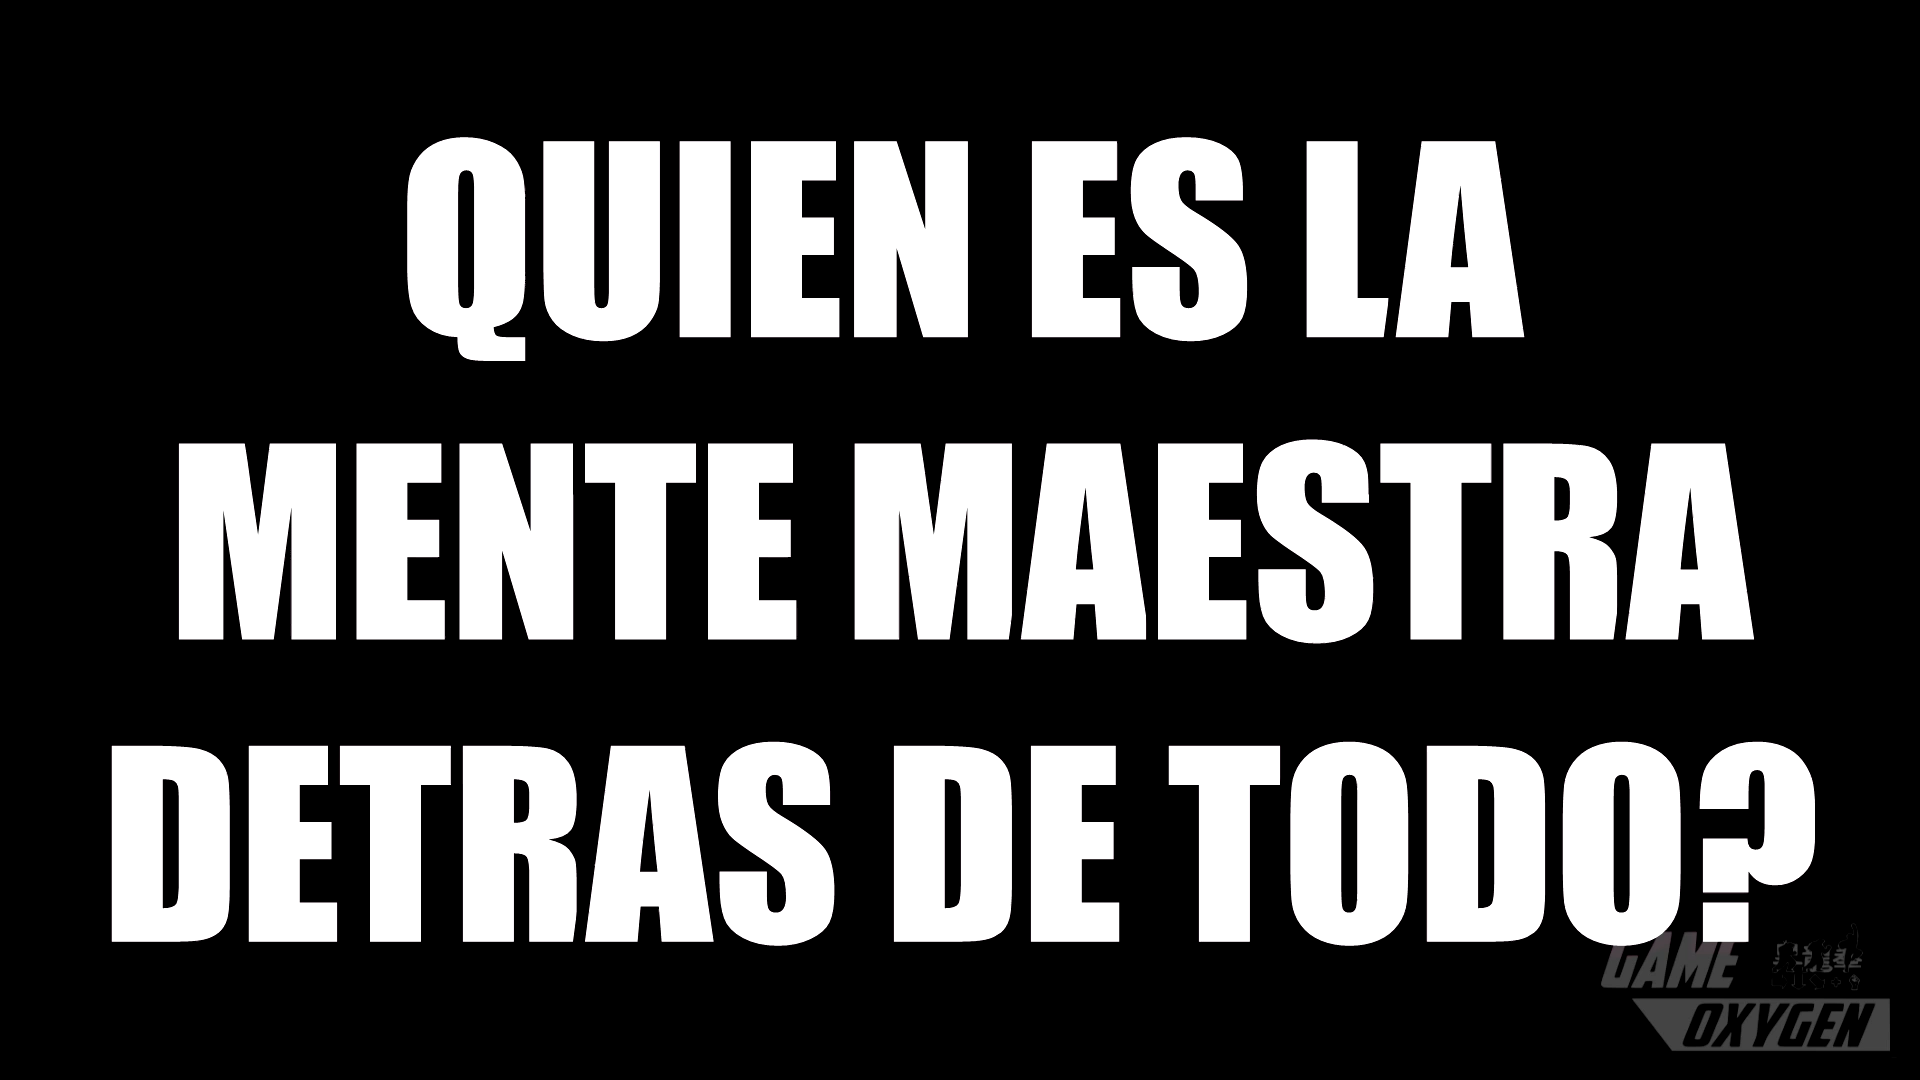 QUIEN ES LA
MENTE MAESTRA
DETRAS DE TODO?
GAME
OXYGEN